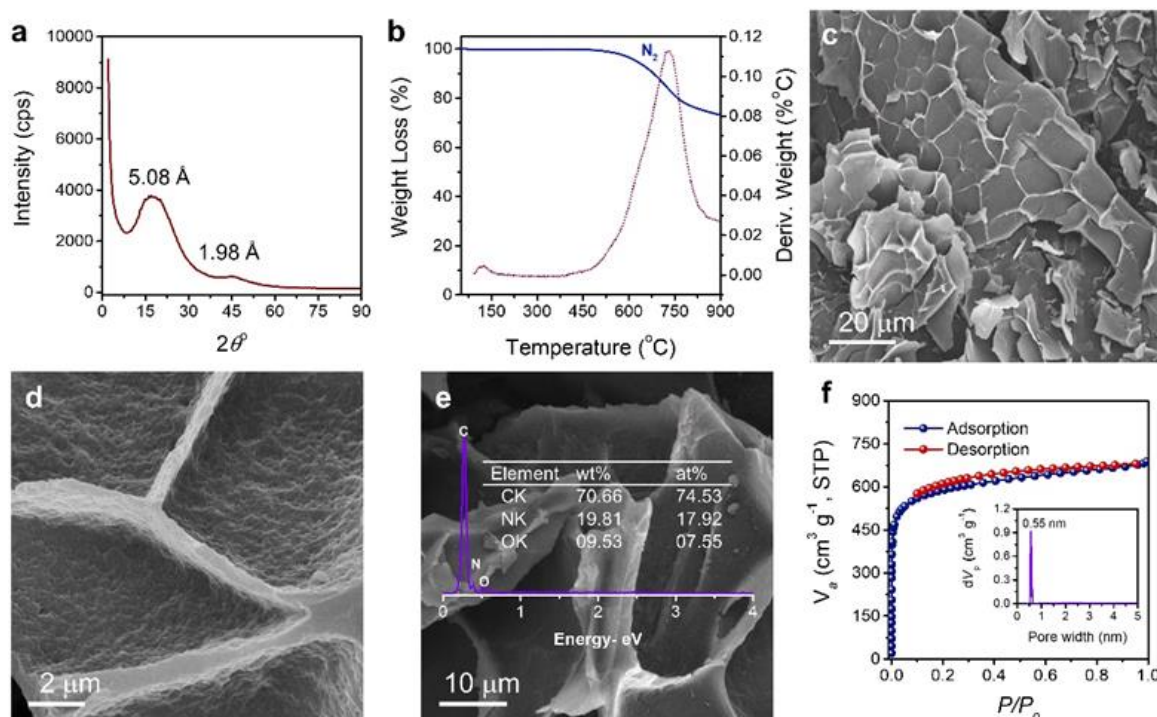 a
10000
8000
6000
4000
2000
0
Intensity (cps)
5.08 Å
1.98 Å
0 15 30 45 60 75 90
2θ°
b
100
80
60
40
20
0
Weight Loss (%)
N2
0.12
0.10
0.08
0.06
0.04
0.02
0.00
Deriv. Weight (%°C)
150 300 450 600 750 900
Temperature (°C)
c
20 μm
d
2 μm
e
C
Element wt% at%
CK 70.66 74.53
NK 19.81 17.92
OK 09.53 07.55
N
O
0 1 2 3 4
Energy- eV
10 μm
f
900
750
600
450
300
150
0
Va (cm3 g-1 , STP)
Adsorption
Desorption
1.2
0.9
0.6
0.3
0.0
dVp (cm3 g-1)
0.55 nm
0 1 2 3 4 5
Pore width (nm)
0.0 0.2 0.4 0.6 0.8 1.0
P/P0